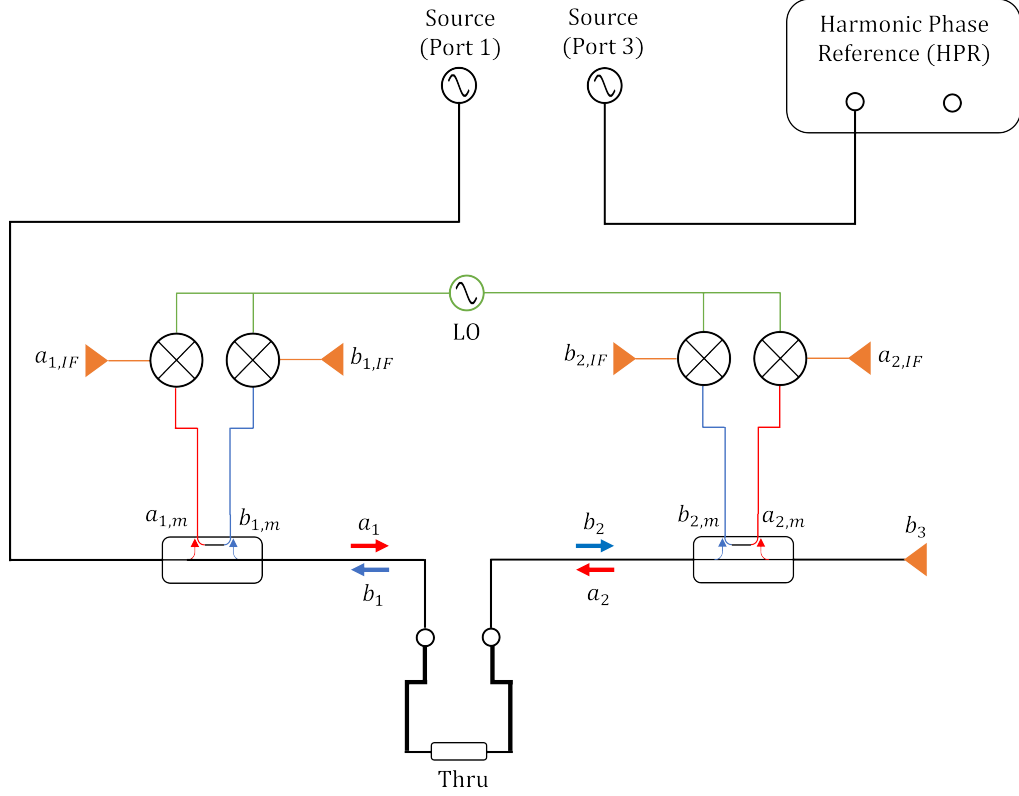 Source
(Port 1)
Source
(Port 3)
Harmonic Phase
Reference (HPR)
LO
a1,IF
b1,IF
b2,IF
a2,IF
a1,m
b1,m
a1
b1
b2
a2
b2,m
a2,m
b3
Thru